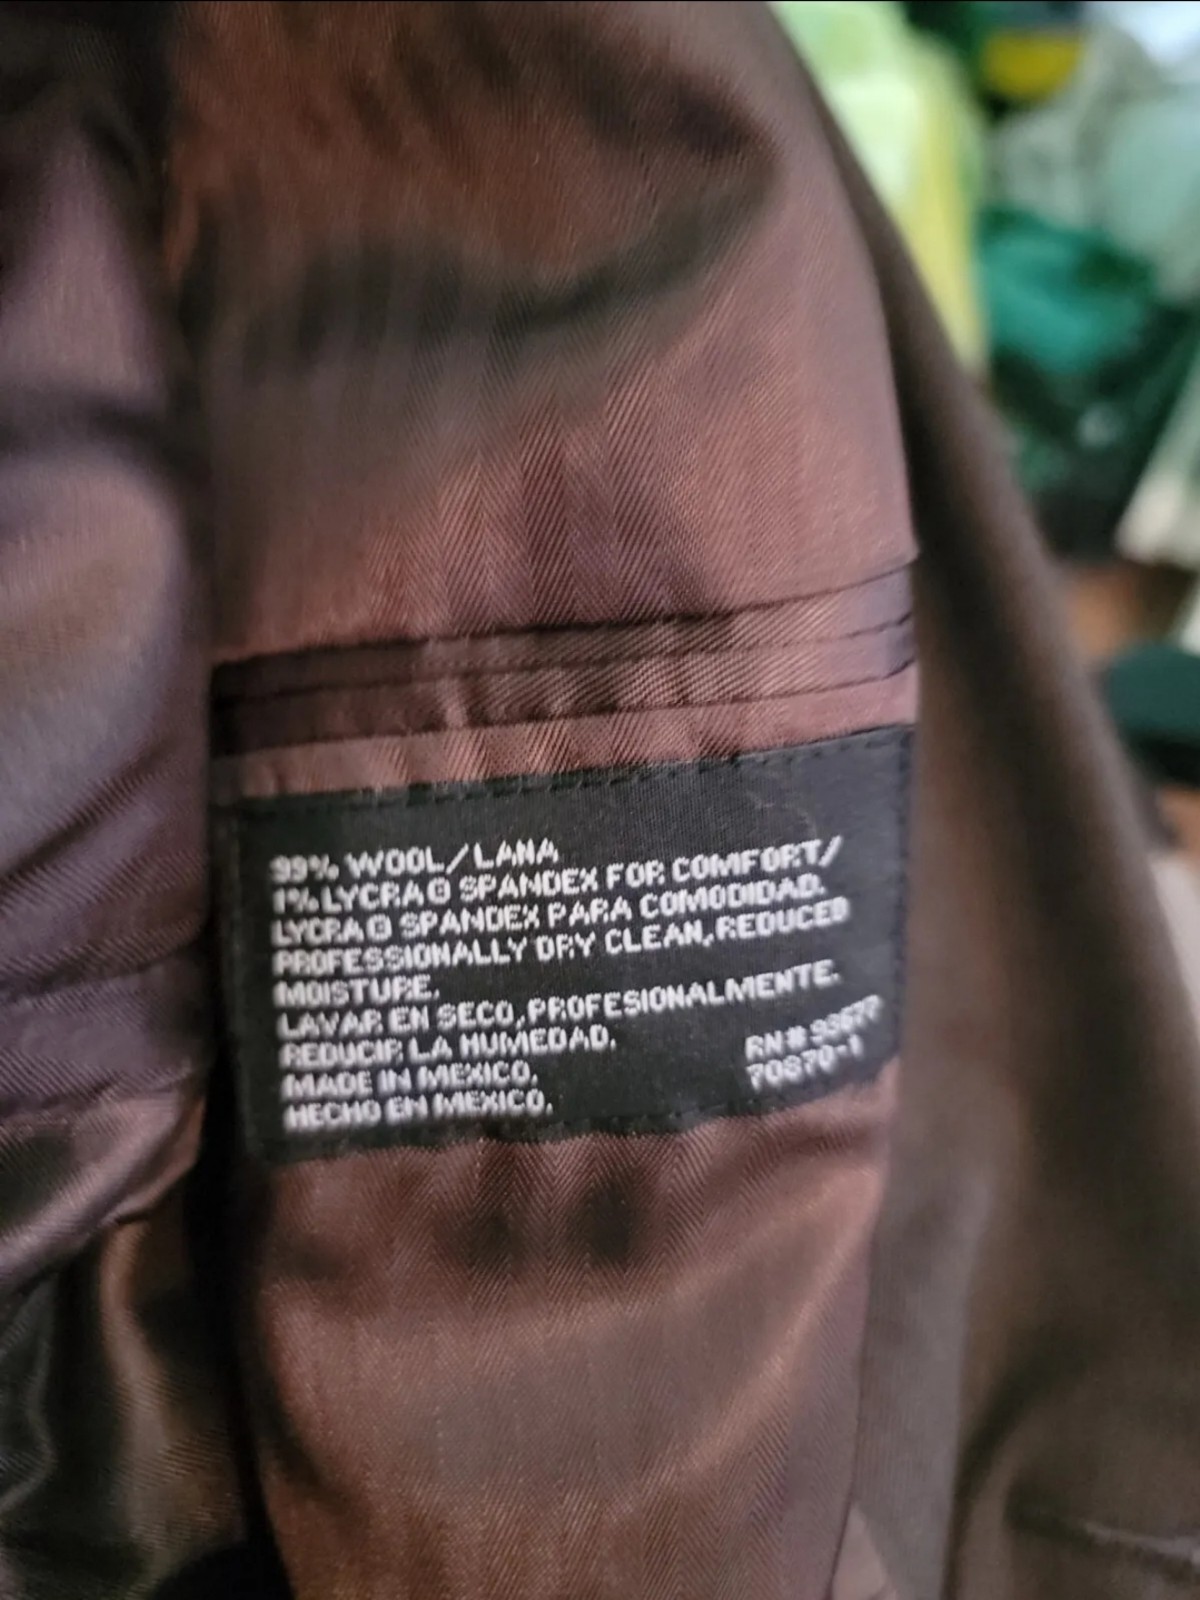 99% WOOL/LANA
1% LYCRA® SPANDEX FOR COMFORT/
LYCRA® SPANDEX PARA COMODIDAD.
PROFESSIONALLY DRY CLEAN, REDUCED
MOISTURE.
LAVAR EN SECO, PROFESIONALMENTE.
REDUCIR LA HUMEDAD.
MADE IN MEXICO.
HECHO EN MEXICO.
RN#
70870-1